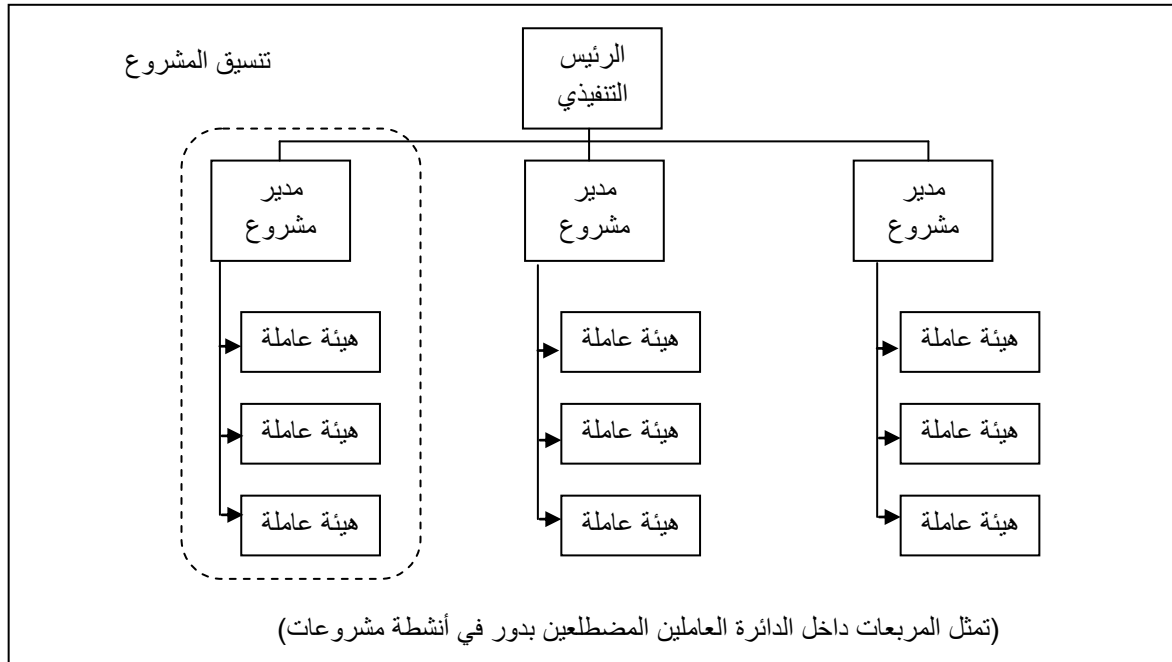 تنسيق المشروع
الرئيس
التنفيذي
مدير
مشروع
مدير
مشروع
مدير
مشروع
هيئة عاملة
هيئة عاملة
هيئة عاملة
هيئة عاملة
هيئة عاملة
هيئة عاملة
هيئة عاملة
هيئة عاملة
هيئة عاملة
(تمثل المربعات داخل الدائرة العاملين المضطلعين بدور في أنشطة مشروعات)